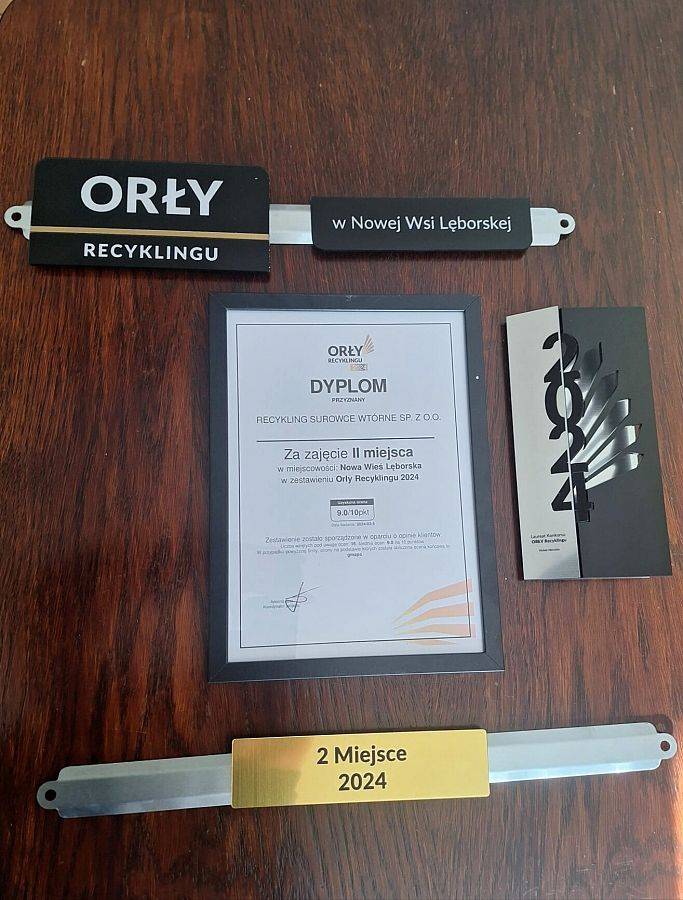 ORŁY
RECYKLINGU
w Nowej Wsi Lęborskiej
ORŁY
RECYKLINGU
2024
DYPLOM
PRZYZNANY
RECYKLING SUROWCE WTÓRNE SP. Z O.O.
Za zajęcie II miejsca
w miejscowości: Nowa Wieś Lęborska
w zestawieniu Orły Recyklingu 2024
Uzyskana ocena
9.0/10pkt
Zestawienie zostało sporządzone w oparciu o opinie klientów
2024
Laureat Konkursu
ORŁY Recyklingu
2 Miejsce
2024